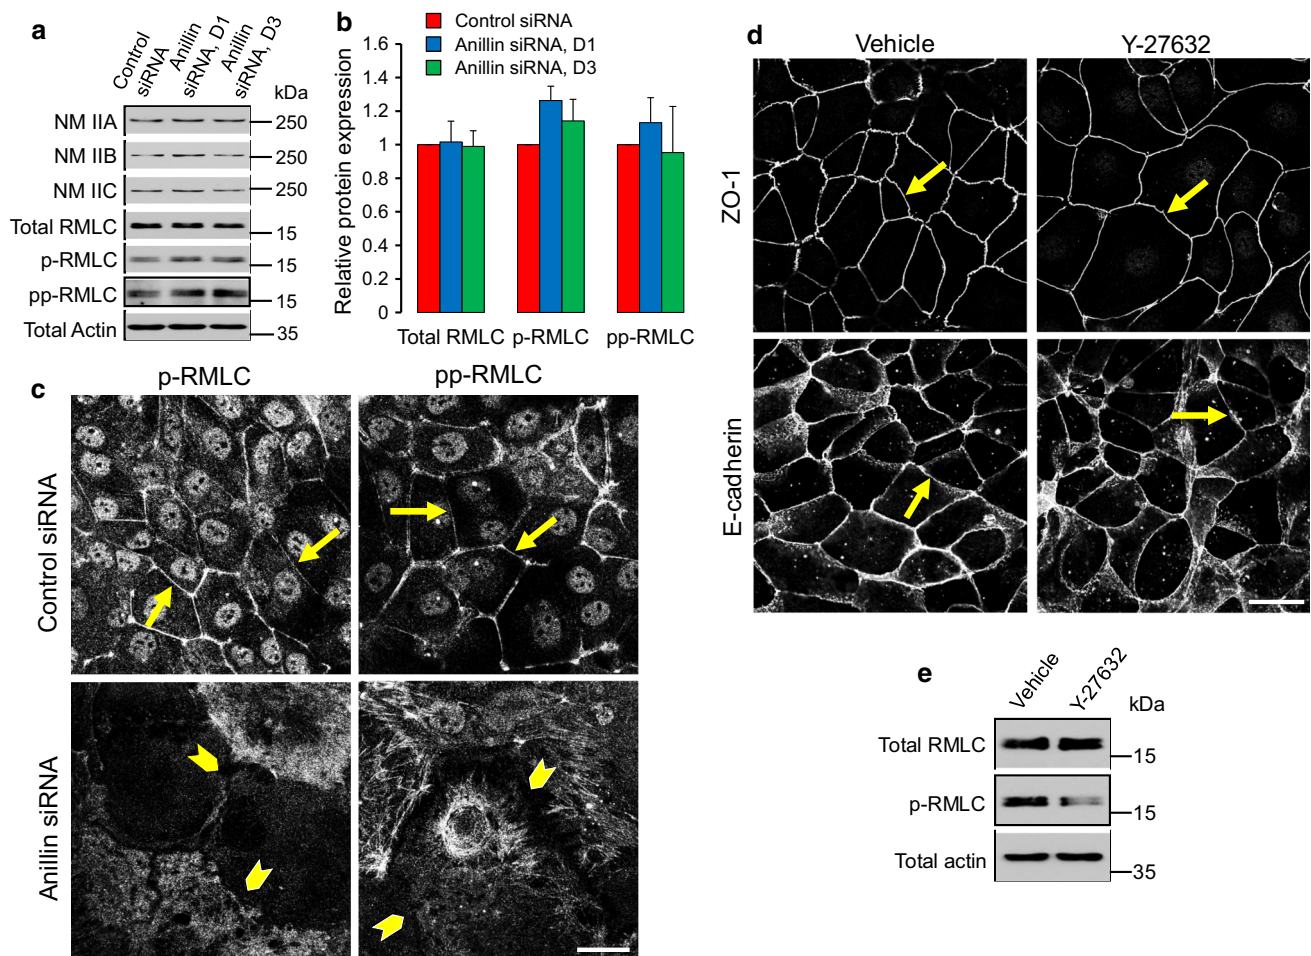 a
Control
siRNA
Anillin
siRNA, D1
Anillin
siRNA, D3
kDa
NM IIA
250
NM IIB
250
NM IIC
250
Total RMLC
15
p-RMLC
15
pp-RMLC
15
Total Actin
35
b
Control siRNA
Anillin siRNA, D1
Anillin siRNA, D3
Relative protein expression
1.6
1.4
1.2
1.0
0.8
0.6
0.4
0.2
0
Total RMLC
p-RMLC
pp-RMLC
c
p-RMLC
pp-RMLC
Control siRNA
Anillin siRNA
d
Vehicle
Y-27632
ZO-1
E-cadherin
e
Vehicle
Y-27632
kDa
Total RMLC
15
p-RMLC
15
Total actin
35